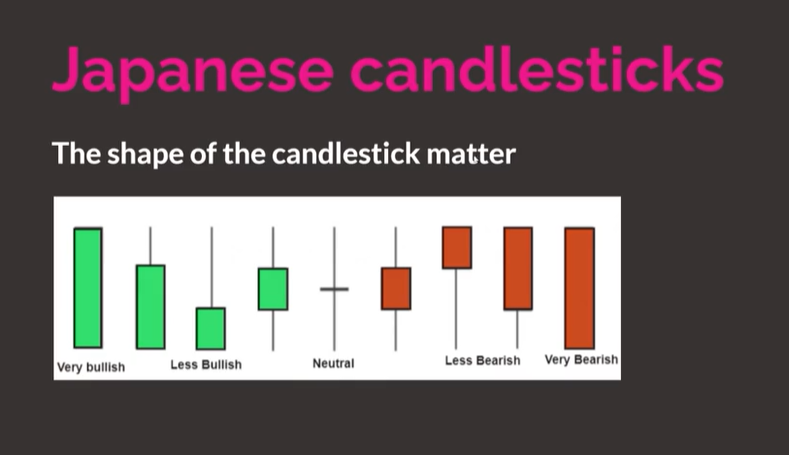 Japanese candlesticks
The shape of the candlestick matter
Very bullish
Less Bullish
Neutral
Less Bearish
Very Bearish